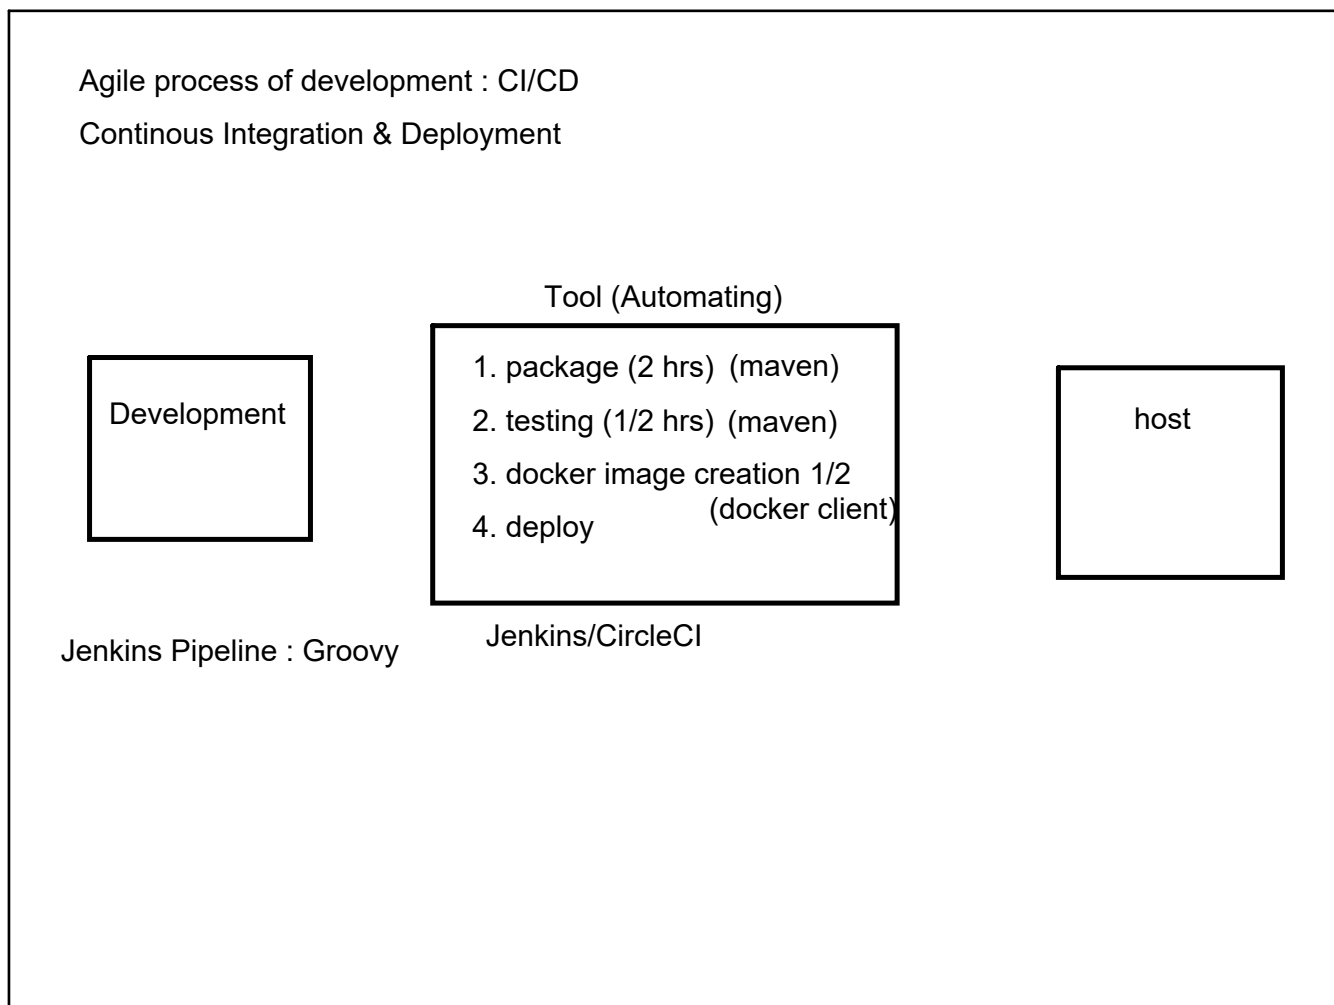 Agile process of development : CI/CD
Continous Integration & Deployment
Tool (Automating)
Development
1. package (2 hrs) (maven)
2. testing (1/2 hrs) (maven)
3. docker image creation 1/2
(docker client)
4. deploy
host
Jenkins/CircleCI
Jenkins Pipeline : Groovy